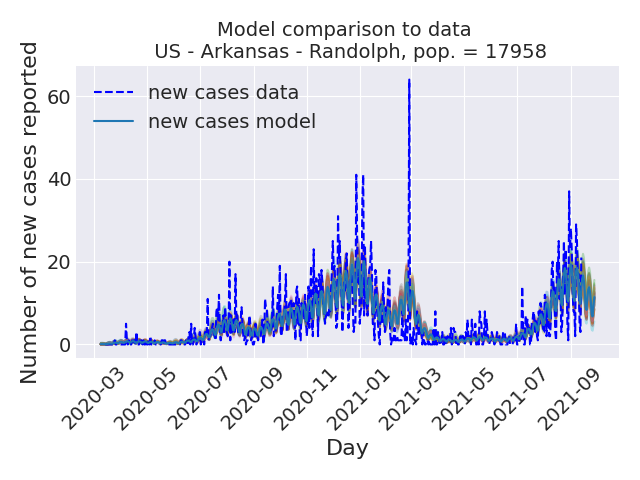 Model comparison to data
US - Arkansas - Randolph, pop. = 17958
Number of new cases reported
60
40
20
0
new cases data
new cases model
2020-03
2020-05
2020-07
2020-09
2020-11
2021-01
2021-03
2021-05
2021-07
2021-09
Day